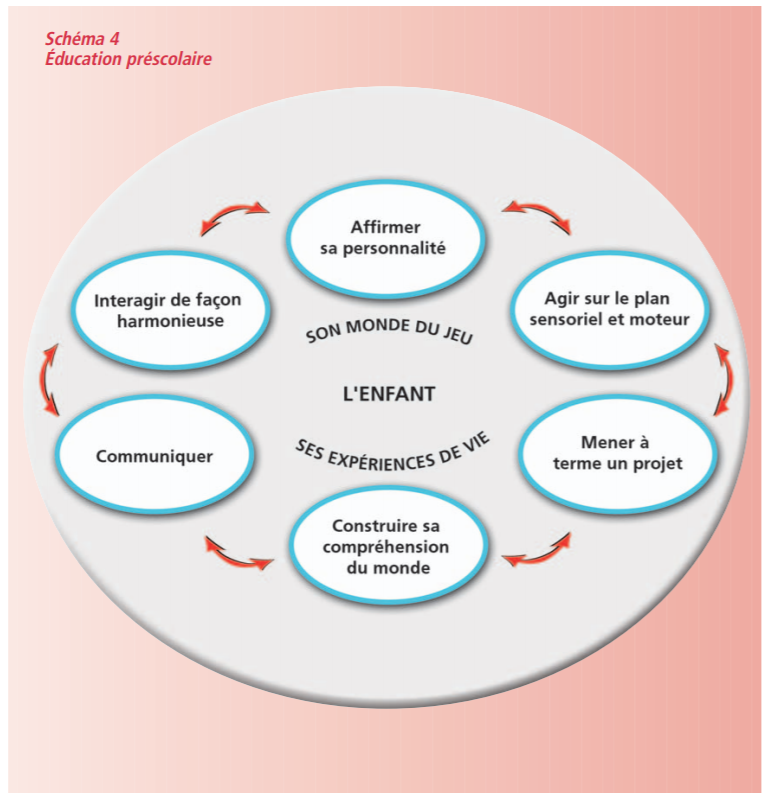 Schéma 4
Éducation préscolaire
Affirmer
sa personnalité
Interagir de façon
harmonieuse
Agir sur le plan
sensoriel et moteur
SON MONDE DU JEU
L'ENFANT
SES EXPÉRIENCES DE VIE
Communiquer
Mener à
terme un projet
Construire sa
compréhension
du monde